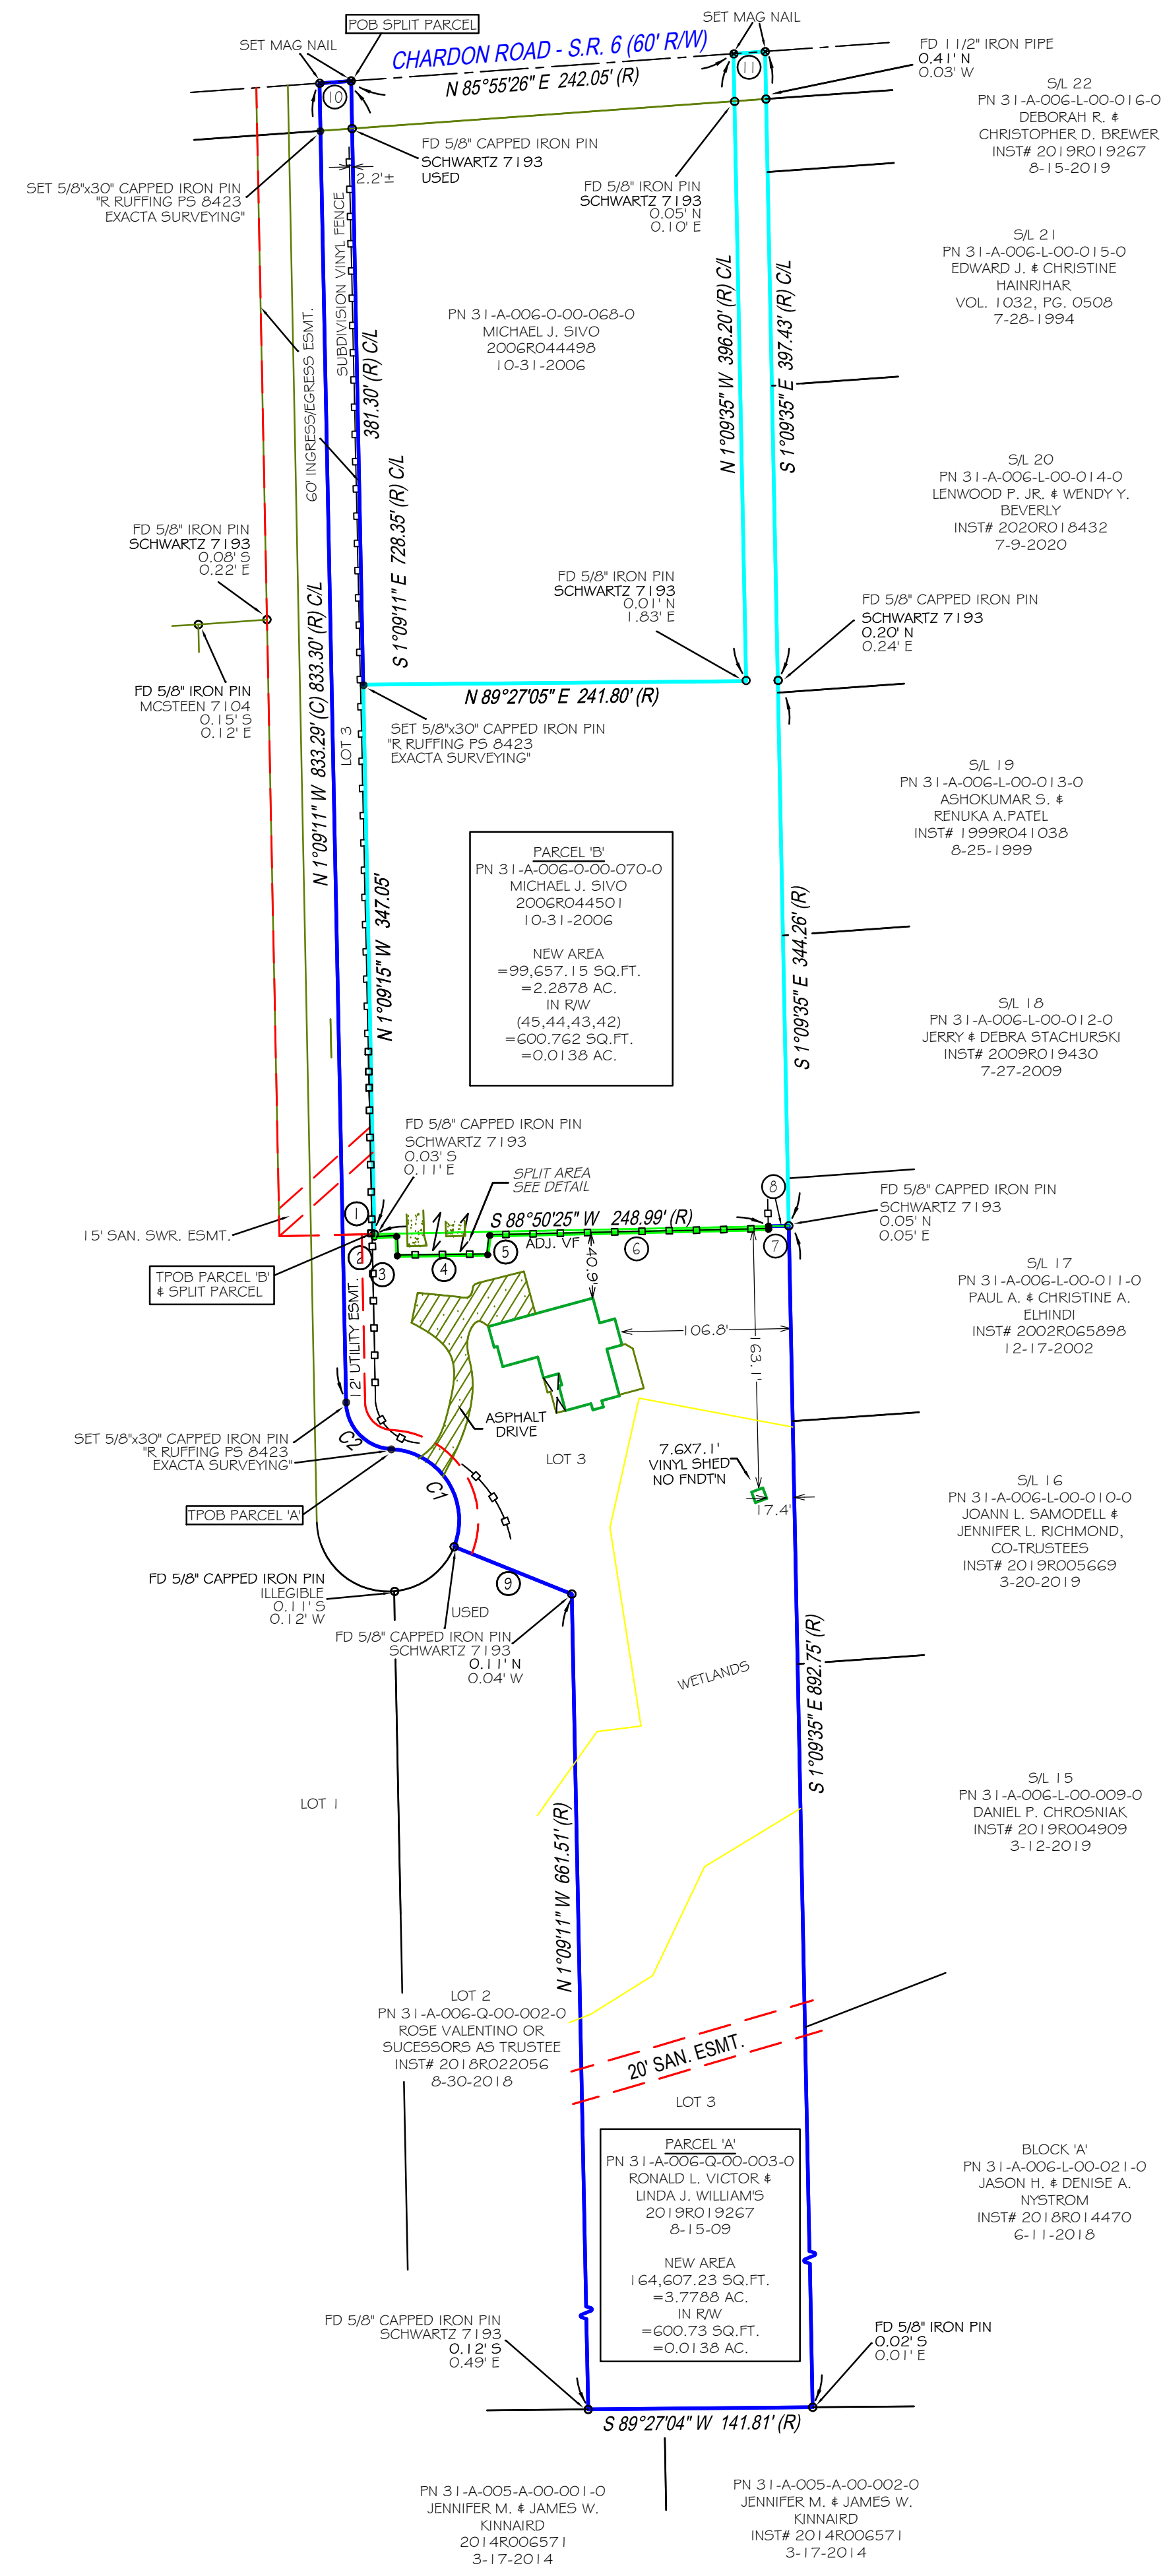 POB SPLIT PARCEL
SET MAG NAIL
SET MAG NAIL
CHARDON ROAD - S.R. 6 (60' R/W)
N 85°55'26" E 242.05' (R)
10
11
FD 1 1/2" IRON PIPE
0.41' N
0.03' W
S/L 22
PN 31-A-006-L-00-016-0
DEBORAH R. &
CHRISTOPHER D. BREWER
INST# 2019R019267
8-15-2019
FD 5/8" CAPPED IRON PIN
SCHWARTZ 7193
USED
2.2'±
SET 5/8"x30" CAPPED IRON PIN
"R RUFFING PS 8423
EXACTA SURVEYING"
FD 5/8" IRON PIN
SCHWARTZ 7193
0.05' N
0.10' E
SUBDIVISION VINYL FENCE
60' INGRESS/EGRESS ESMT.
381.30' (R) C/L
S 1°09'11" E 728.35' (R) C/L
N 1°09'35" W 396.20' (R) C/L
S 1°09'35" E 397.43' (R) C/L
S/L 21
PN 31-A-006-L-00-015-0
EDWARD J. & CHRISTINE
HAINRIHAR
VOL. 1032, PG. 0508
7-28-1994
PN 31-A-006-0-00-068-0
MICHAEL J. SIVO
2006R044498
10-31-2006
S/L 20
PN 31-A-006-L-00-014-0
LENWOOD P. JR. & WENDY Y.
BEVERLY
INST# 2020R018432
7-9-2020
FD 5/8" IRON PIN
SCHWARTZ 7193
0.08' S
0.22' E
FD 5/8" IRON PIN
MCSTEEN 7104
0.15' S
0.12' E
N 1°09'11" W 833.29' (C) 833.30' (R) C/L
LOT 3
FD 5/8" IRON PIN
SCHWARTZ 7193
0.01' N
1.83' E
FD 5/8" CAPPED IRON PIN
SCHWARTZ 7193
0.20' N
0.24' E
N 89°27'05" E 241.80' (R)
SET 5/8"x30" CAPPED IRON PIN
"R RUFFING PS 8423
EXACTA SURVEYING"
S/L 19
PN 31-A-006-L-00-013-0
ASHOKUMAR S. &
RENUKA A.PATEL
INST# 1999R041038
8-25-1999
PARCEL 'B'
PN 31-A-006-0-00-070-0
MICHAEL J. SIVO
2006R044501
10-31-2006
NEW AREA
=99,657.15 SQ.FT.
=2.2878 AC.
IN R/W
(45,44,43,42)
=600.762 SQ.FT.
=0.0138 AC.
N 1°09'15" W 347.05'
S 1°09'35" E 344.26' (R)
S/L 18
PN 31-A-006-L-00-012-0
JERRY & DEBRA STACHURSKI
INST# 2009R019430
7-27-2009
FD 5/8" CAPPED IRON PIN
SCHWARTZ 7193
0.03' S
0.11' E
SPLIT AREA
SEE DETAIL
S 88°50'25" W 248.99' (R)
ADJ. VF
1
2
3
4
5
6
7
8
FD 5/8" CAPPED IRON PIN
SCHWARTZ 7193
0.05' N
0.05' E
15' SAN. SWR. ESMT.
TPOB PARCEL 'B'
& SPLIT PARCEL
12' UTILITY ESMT.
40.9'
106.8'
163.1'
S/L 17
PN 31-A-006-L-00-011-0
PAUL A. & CHRISTINE A.
ELHINDI
INST# 2002R065898
12-17-2002
ASPHALT
DRIVE
LOT 3
7.6X7.1'
VINYL SHED
NO FNDT'N
17.4'
SET 5/8"x30" CAPPED IRON PIN
"R RUFFING PS 8423
EXACTA SURVEYING"
C2
C1
TPOB PARCEL 'A'
S/L 16
PN 31-A-006-L-00-010-0
JOANN L. SAMODELL &
JENNIFER L. RICHMOND,
CO-TRUSTEES
INST# 2019R005669
3-20-2019
FD 5/8" CAPPED IRON PIN
ILLEGIBLE
0.11' S
0.12' W
9
USED
FD 5/8" CAPPED IRON PIN
SCHWARTZ 7193
0.11' N
0.04' W
WETLANDS
S 1°09'35" E 892.75' (R)
LOT 1
N 1°09'11" W 661.51' (R)
S/L 15
PN 31-A-006-L-00-009-0
DANIEL P. CHROSNIAK
INST# 2019R004909
3-12-2019
LOT 2
PN 31-A-006-Q-00-002-0
ROSE VALENTINO OR
SUCESSORS AS TRUSTEE
INST# 2018R022056
8-30-2018
20' SAN. ESMT.
LOT 3
PARCEL 'A'
PN 31-A-006-Q-00-003-0
RONALD L. VICTOR &
LINDA J. WILLIAM'S
2019R019267
8-15-09
NEW AREA
164,607.23 SQ.FT.
=3.7788 AC.
IN R/W
=600.73 SQ.FT.
=0.0138 AC.
BLOCK 'A'
PN 31-A-006-L-00-021-0
JASON H. & DENISE A.
NYSTROM
INST# 2018R014470
6-11-2018
FD 5/8" CAPPED IRON PIN
SCHWARTZ 7193
0.12' S
0.49' E
FD 5/8" IRON PIN
0.02' S
0.01' E
S 89°27'04" W 141.81' (R)
PN 31-A-005-A-00-001-0
JENNIFER M. & JAMES W.
KINNAIRD
2014R006571
3-17-2014
PN 31-A-005-A-00-002-0
JENNIFER M. & JAMES W.
KINNAIRD
INST# 2014R006571
3-17-2014